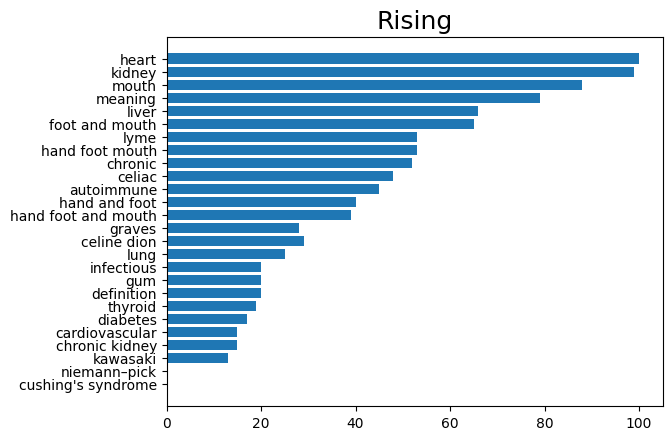 Rising
heart
kidney
mouth
meaning
liver
foot and mouth
lyme
hand foot mouth
chronic
celiac
autoimmune
hand and foot
hand foot and mouth
graves
celine dion
lung
infectious
gum
definition
thyroid
diabetes
cardiovascular
chronic kidney
kawasaki
niemann–pick
cushing's syndrome
0 20 40 60 80 100